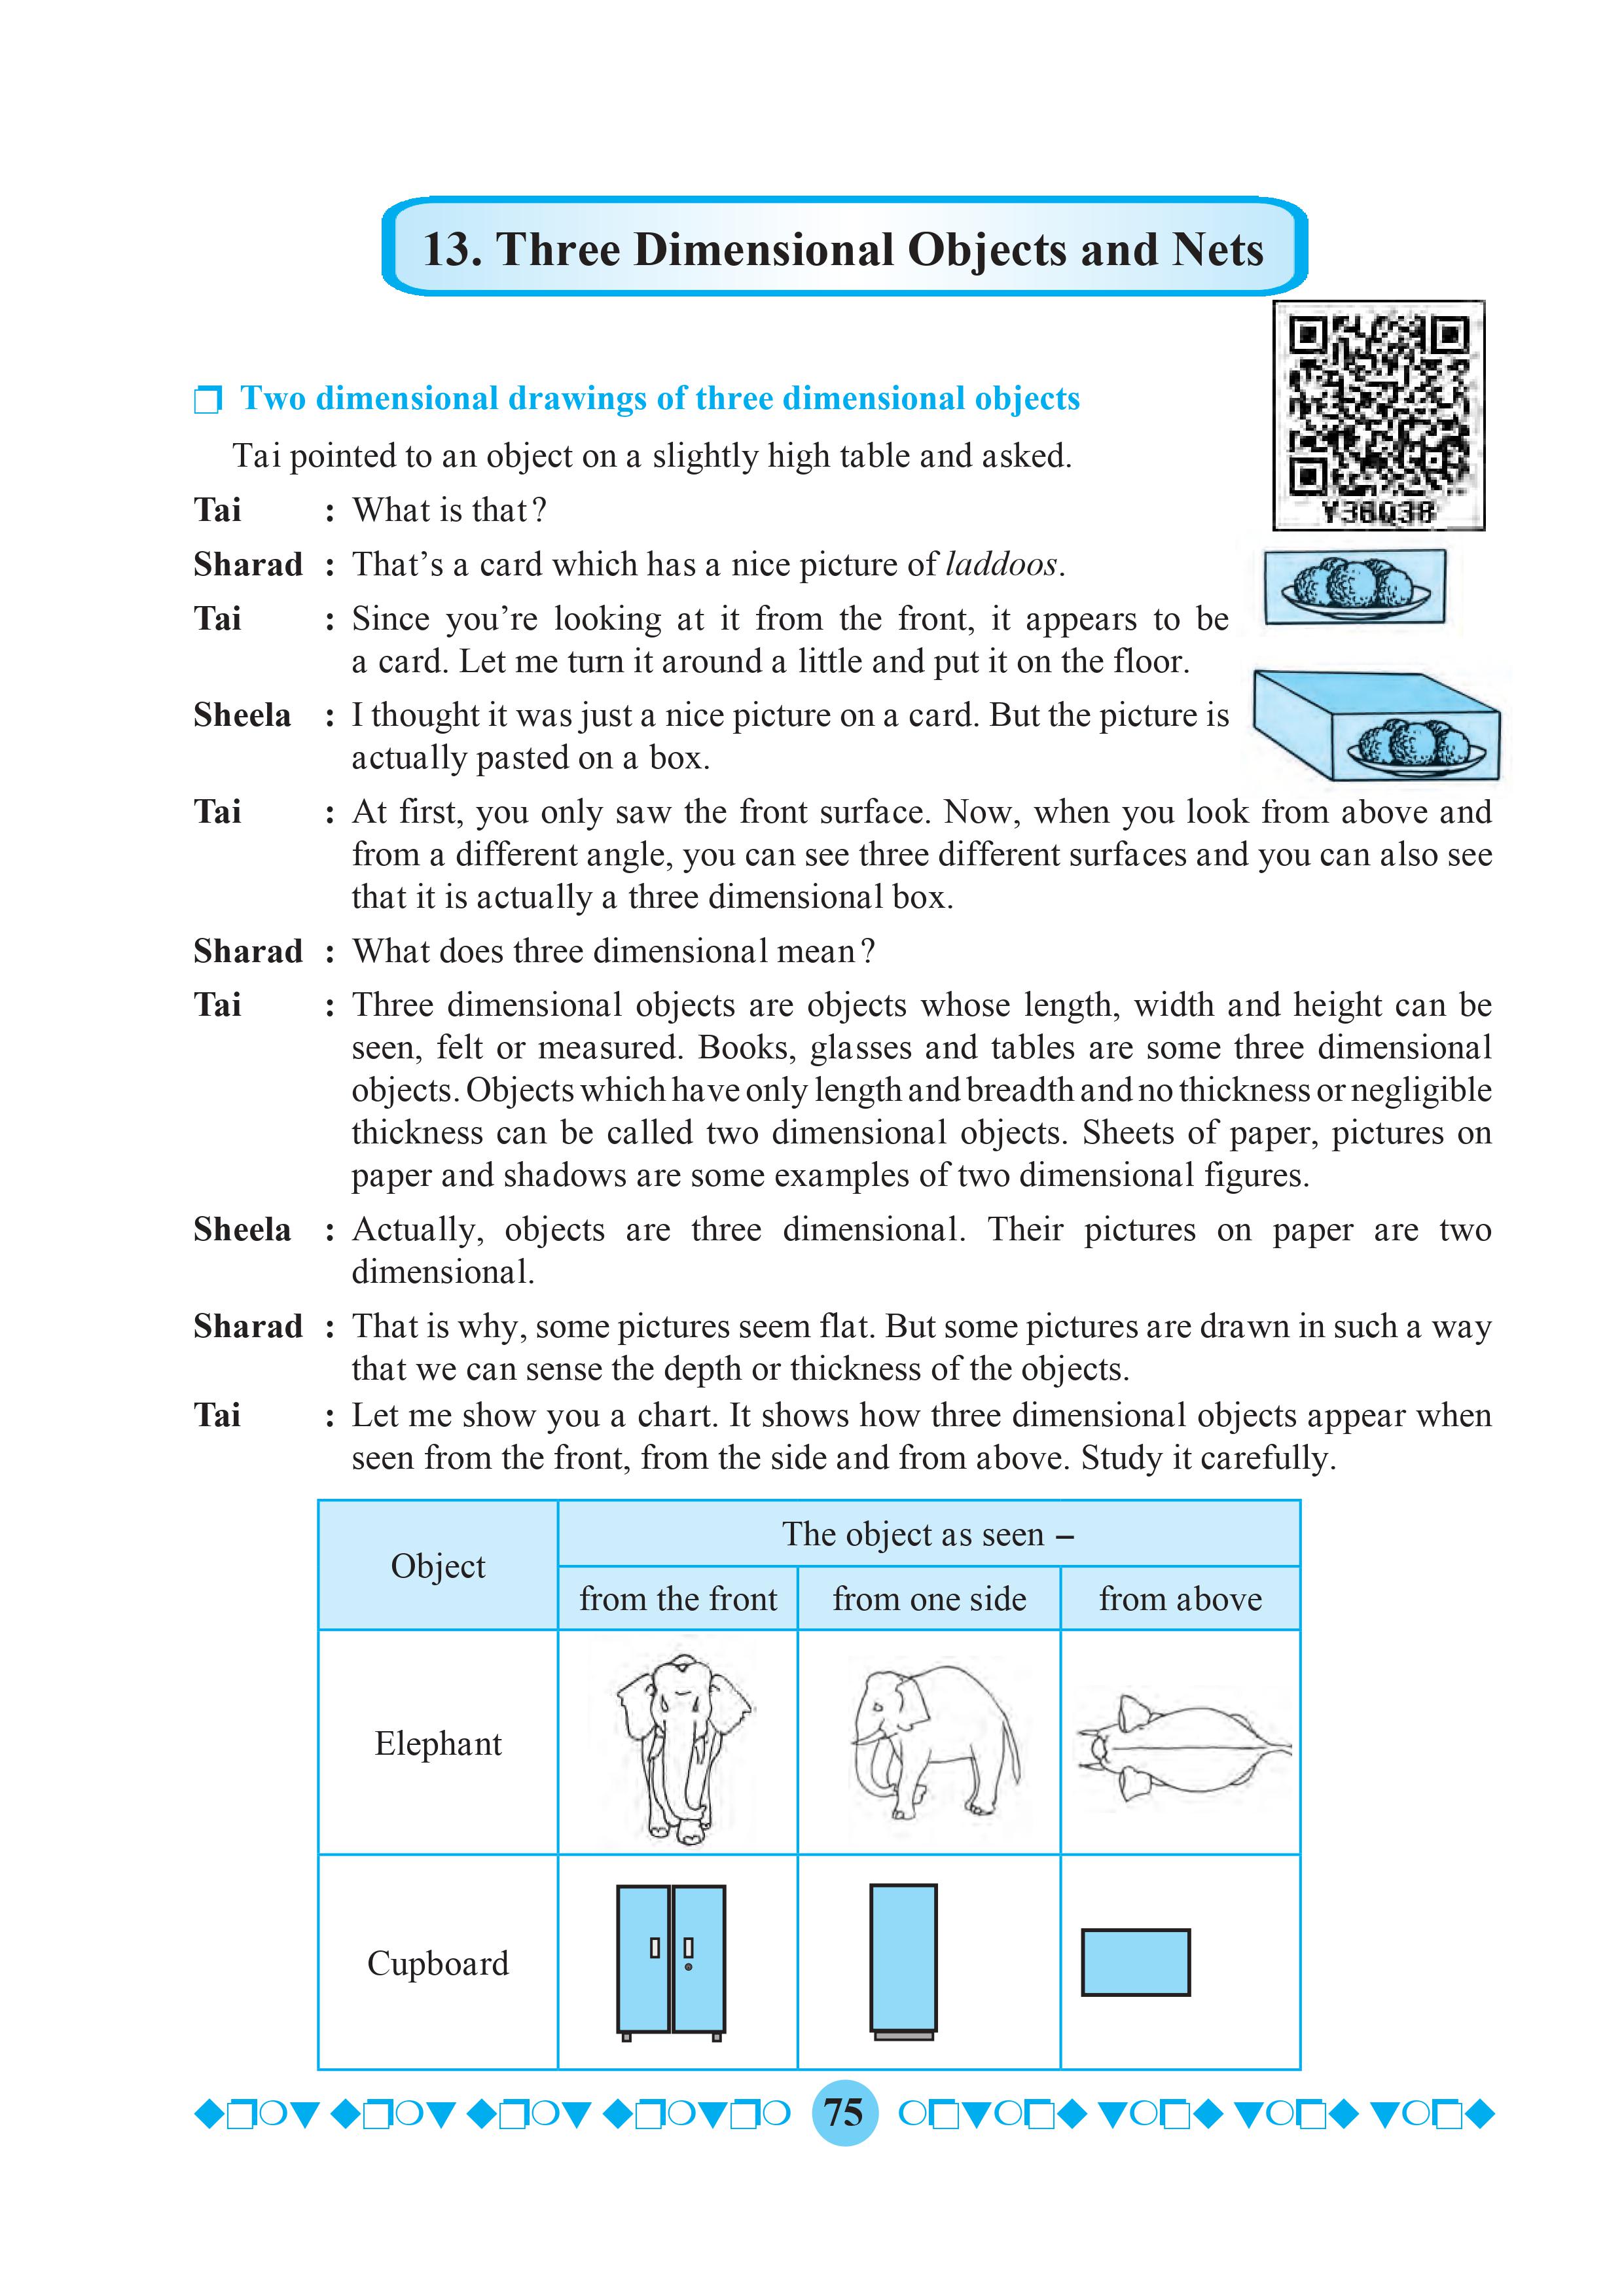 13. Three Dimensional Objects and Nets
Y36Q38
❒ Two dimensional drawings of three dimensional objects
Tai pointed to an object on a slightly high table and asked.
Tai : What is that?
Sharad : That’s a card which has a nice picture of laddoos.
Tai : Since you’re looking at it from the front, it appears to be
a card. Let me turn it around a little and put it on the floor.
Sheela : I thought it was just a nice picture on a card. But the picture is
actually pasted on a box.
Tai : At first, you only saw the front surface. Now, when you look from above and
from a different angle, you can see three different surfaces and you can also see
that it is actually a three dimensional box.
Sharad : What does three dimensional mean?
Tai : Three dimensional objects are objects whose length, width and height can be
seen, felt or measured. Books, glasses and tables are some three dimensional
objects. Objects which have only length and breadth and no thickness or negligible
thickness can be called two dimensional objects. Sheets of paper, pictures on
paper and shadows are some examples of two dimensional figures.
Sheela : Actually, objects are three dimensional. Their pictures on paper are two
dimensional.
Sharad : That is why, some pictures seem flat. But some pictures are drawn in such a way
that we can sense the depth or thickness of the objects.
Tai : Let me show you a chart. It shows how three dimensional objects appear when
seen from the front, from the side and from above. Study it carefully.
Object
The object as seen –
from the front from one side from above
Elephant
Cupboard
75